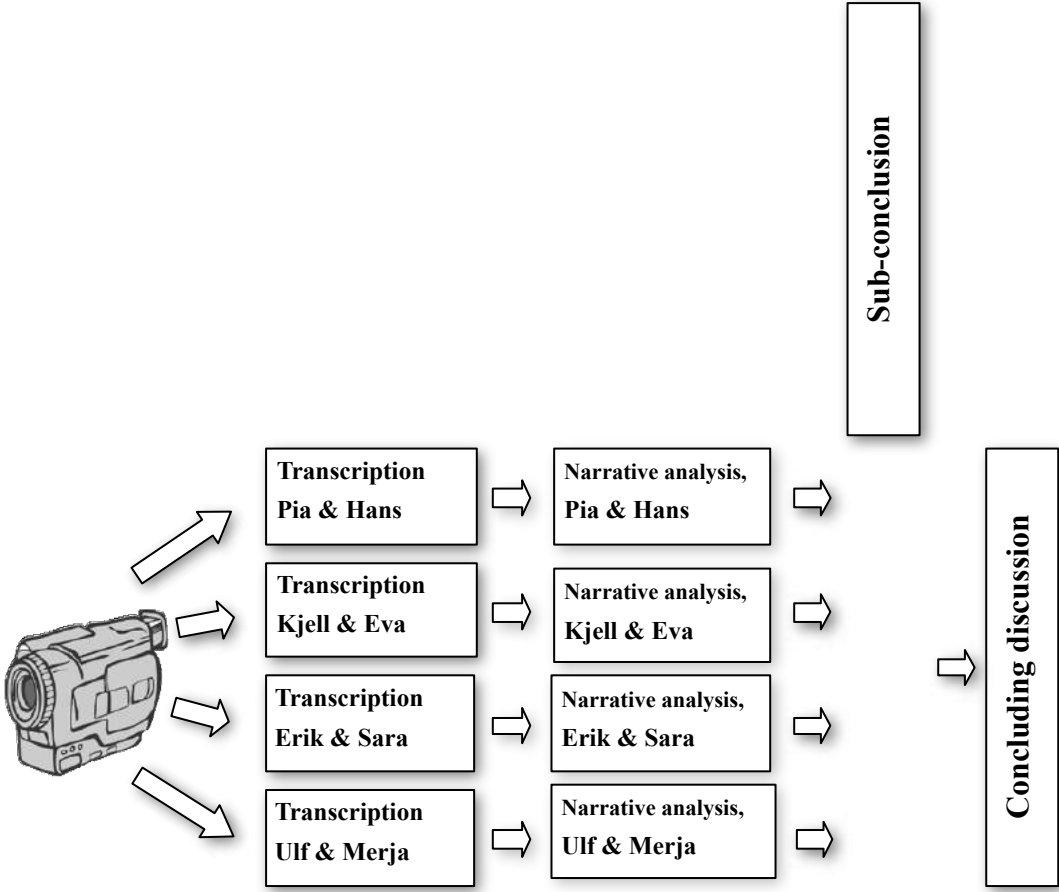 Sub-conclusion
Transcription
Pia & Hans
Narrative analysis,
Pia & Hans
Transcription
Kjell & Eva
Narrative analysis,
Kjell & Eva
Transcription
Erik & Sara
Narrative analysis,
Erik & Sara
Transcription
Ulf & Merja
Narrative analysis,
Ulf & Merja
Concluding discussion